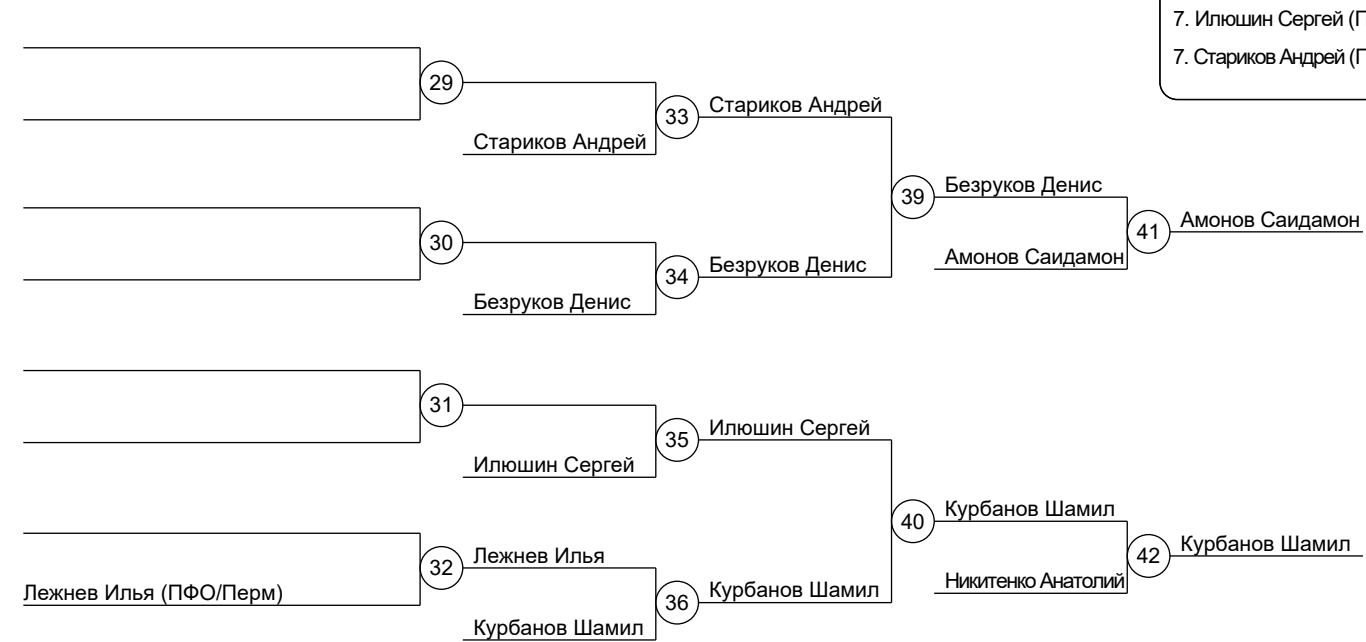 7. Илюшин Сергей (П
7. Стариков Андрей (П
29
Стариков Андрей
33
Стариков Андрей
30
Безруков Денис
34
Безруков Денис
39
Безруков Денис
Амонов Саидамон
41
Амонов Саидамон
31
Илюшин Сергей
35
Илюшин Сергей
Лежнев Илья (ПФО/Перм)
32
Лежнев Илья
Курбанов Шамил
36
Курбанов Шамил
40
Курбанов Шамил
Никитенко Анатолий
42
Курбанов Шамил